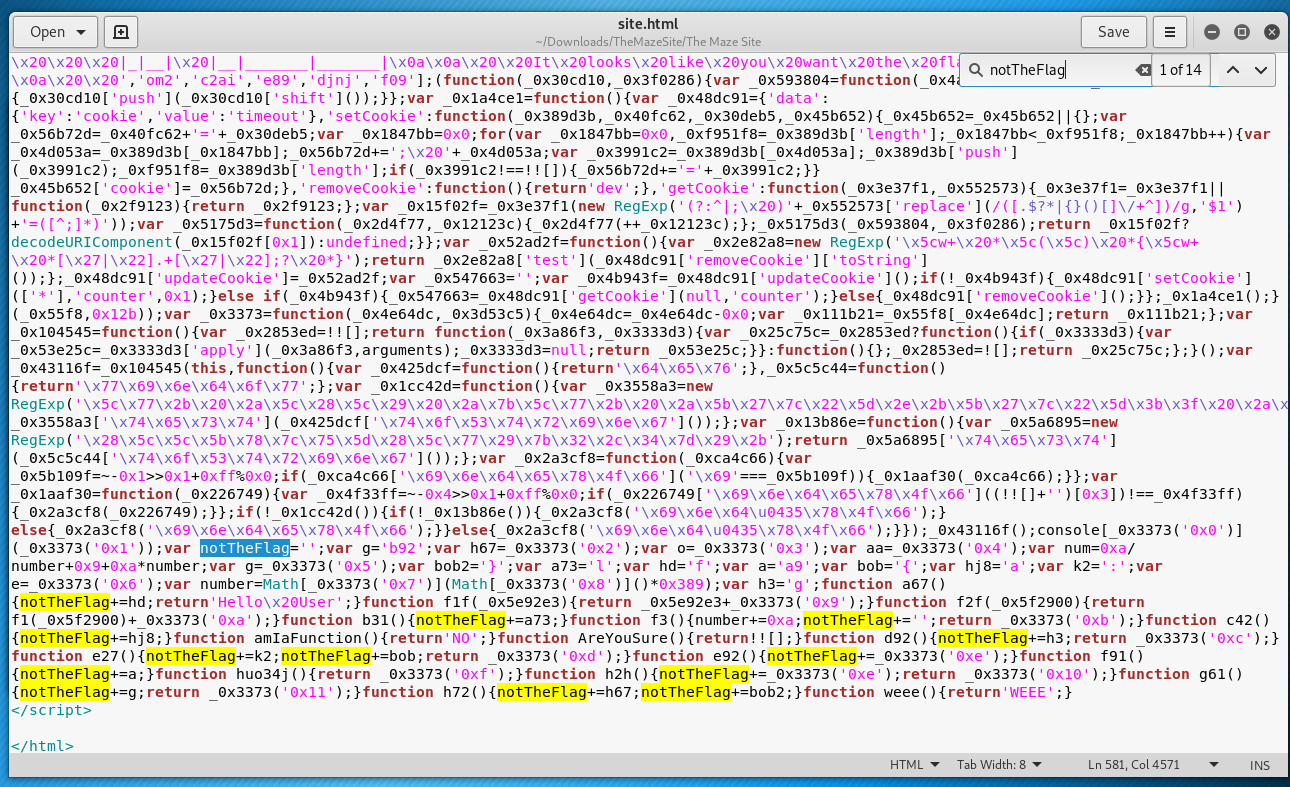 Open
site.html
~/Downloads/TheMazeSite/The Maze Site
Save
notTheFlag
1 of 14
\x20\x20\x20|_|__|\x20|__|________|________|\x0a\x0a\x20\x20It\x20looks\x20like\x20you\x20want\x20the\x20fla
\x0a\x20\x20','om2','c2ai','e89','djnj','f09'];(function(_0x30cd10,_0x3f0286){var _0x593804=function(_0x4a
{_0x30cd10['push'](_0x30cd10['shift']());}};var _0x1a4ce1=function(){var _0x48dc91={'data':
{'key':'cookie','value':'timeout'},'setCookie':function(_0x389d3b,_0x40fc62,_0x30deb5,_0x45b652){_0x45b652=_0x45b652||{};var
_0x56b72d=_0x40fc62+'='+_0x30deb5;var _0x1847bb=0x0;for(var _0x1847bb=0x0,_0xf951f8=_0x389d3b['length'];_0x1847bb<_0xf951f8;_0x1847bb++){var
_0x4d053a=_0x389d3b[_0x1847bb];_0x56b72d+=';\x20'+_0x4d053a;var _0x3991c2=_0x389d3b[_0x4d053a];_0x389d3b['push']
(_0x3991c2);_0xf951f8=_0x389d3b['length'];if(_0x3991c2!==!![]){_0x56b72d+='='+_0x3991c2;}}
_0x45b652['cookie']=_0x56b72d;},'removeCookie':function(){return'dev';},'getCookie':function(_0x3e37f1,_0x552573){_0x3e37f1=_0x3e37f1||
function(_0x2f9123){return _0x2f9123;};var _0x15f02f=_0x3e37f1(new RegExp('(?:^|;\x20)'+_0x552573['replace'](/([.$?*|{}()[]\/+^])/g,'$1')
+'=([^;]*)'));var _0x5175d3=function(_0x2d4f77,_0x12123c){_0x2d4f77(++_0x12123c);};_0x5175d3(_0x593804,_0x3f0286);return _0x15f02f?
decodeURIComponent(_0x15f02f[0x1]):undefined;}};var _0x52ad2f=function(){var _0x2e82a8=new RegExp('\x5cw+\x20*\x5c(\x5c)\x20*{\x5cw+
\x20*[\x27|\x22].+[\x27|\x22];?\x20*}');return _0x2e82a8['test'](_0x48dc91['removeCookie']['toString']
());};_0x48dc91['updateCookie']=_0x52ad2f;var _0x547663='';var _0x4b943f=_0x48dc91['updateCookie']();if(!_0x4b943f){_0x48dc91['setCookie']
(['*'],'counter',0x1);}else if(_0x4b943f){_0x547663=_0x48dc91['getCookie'](null,'counter');}else{_0x48dc91['removeCookie']();}};_0x1a4ce1();}
(_0x55f8,0x12b));var _0x3373=function(_0x4e64dc,_0x3d53c5){_0x4e64dc=_0x4e64dc-0x0;var _0x111b21=_0x55f8[_0x4e64dc];return _0x111b21;};var
_0x104545=function(){var _0x2853ed=!![];return function(_0x3a86f3,_0x3333d3){var _0x25c75c=_0x2853ed?function(){if(_0x3333d3){var
_0x53e25c=_0x3333d3['apply'](_0x3a86f3,arguments);_0x3333d3=null;return _0x53e25c;}}:function(){};_0x2853ed=![];return _0x25c75c;};}();var
_0x43116f=_0x104545(this,function(){var _0x425dcf=function(){return'\x64\x65\x76';},_0x5c5c44=function()
{return'\x77\x69\x6e\x64\x6f\x77';};var _0x1cc42d=function(){var _0x3558a3=new
RegExp('\x5c\x77\x2b\x20\x2a\x5c\x28\x5c\x29\x20\x2a\x7b\x5c\x77\x2b\x20\x2a\x5b\x27\x7c\x22\x5d\x2e\x2b\x5b\x27\x7c\x22\x5d\x3b\x3f\x20\x2a\x
_0x3558a3['\x74\x65\x73\x74'](_0x425dcf['\x74\x6f\x53\x74\x72\x69\x6e\x67']());};var _0x13b86e=function(){var _0x5a6895=new
RegExp('\x28\x5c\x5c\x5b\x78\x7c\x75\x5d\x28\x5c\x77\x29\x7b\x32\x2c\x34\x7d\x29\x2b');return _0x5a6895['\x74\x65\x73\x74']
(_0x5c5c44['\x74\x6f\x53\x74\x72\x69\x6e\x67']());};var _0x2a3cf8=function(_0xca4c66){var
_0x5b109f=~-0x1>>0x1+0xff%0x0;if(_0xca4c66['\x69\x6e\x64\x65\x78\x4f\x66']('\x69'===_0x5b109f)){_0x1aaf30(_0xca4c66);}};var
_0x1aaf30=function(_0x226749){var _0x4f33ff=~-0x4>>0x1+0xff%0x0;if(_0x226749['\x69\x6e\x64\x65\x78\x4f\x66']((!![]+'')[0x3])!==_0x4f33ff)
{_0x2a3cf8(_0x226749);}};if(!_0x1cc42d()){if(!_0x13b86e()){_0x2a3cf8('\x69\x6e\x64\u0435\x78\x4f\x66');}
else{_0x2a3cf8('\x69\x6e\x64\x65\x78\x4f\x66');}}else{_0x2a3cf8('\x69\x6e\x64\u0435\x78\x4f\x66');}});_0x43116f();console[_0x3373('0x0')]
(_0x3373('0x1'));var notTheFlag='';var g='b92';var h67=_0x3373('0x2');var o=_0x3373('0x3');var aa=_0x3373('0x4');var num=0xa/
number+0x9+0xa*number;var g=_0x3373('0x5');var bob2='}';var a73='l';var hd='f';var a='a9';var bob='{';var hj8='a';var k2=':';var
e=_0x3373('0x6');var number=Math[_0x3373('0x7')](Math[_0x3373('0x8')]()*0x389);var h3='g';function a67()
{notTheFlag+=hd;return'Hello\x20User';}function f1f(_0x5e92e3){return _0x5e92e3+_0x3373('0x9');}function f2f(_0x5f2900){return
f1(_0x5f2900)+_0x3373('0xa');}function b31(){notTheFlag+=a73;}function f3(){number+=0xa;notTheFlag+='';return _0x3373('0xb');}function c42()
{notTheFlag+=hj8;}function amIaFunction(){return'NO';}function AreYouSure(){return!![];}function d92(){notTheFlag+=h3;return _0x3373('0xc');}
function e27(){notTheFlag+=k2;notTheFlag+=bob;return _0x3373('0xd');}function e92(){notTheFlag+=_0x3373('0xe');}function f91()
{notTheFlag+=a;}function huo34j(){return _0x3373('0xf');}function h2h(){notTheFlag+=_0x3373('0xe');return _0x3373('0x10');}function g61()
{notTheFlag+=g;return _0x3373('0x11');}function h72(){notTheFlag+=h67;notTheFlag+=bob2;}function weee(){return'WEEE';}
</script>
</html>
HTML
Tab Width: 8
Ln 581, Col 4571
INS